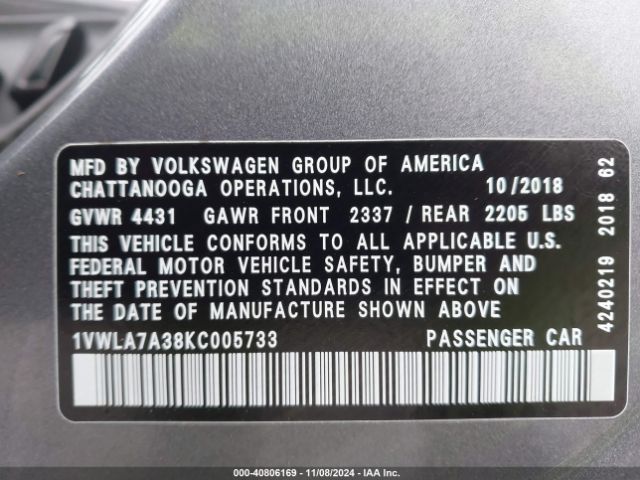 MFD BY VOLKSWAGEN GROUP OF AMERICA
CHATTANOOGA OPERATIONS, LLC. 10/2018
GVWR 4431 GAWR FRONT 2337 / REAR 2205 LBS
THIS VEHICLE CONFORMS TO ALL APPLICABLE U.S.
FEDERAL MOTOR VEHICLE SAFETY, BUMPER AND
THEFT PREVENTION STANDARDS IN EFFECT ON
THE DATE OF MANUFACTURE SHOWN ABOVE
1VWLA7A38KC005733 PASSENGER CAR
4240219 2018 62
000-40806169 - 11/08/2024 - IAA Inc.